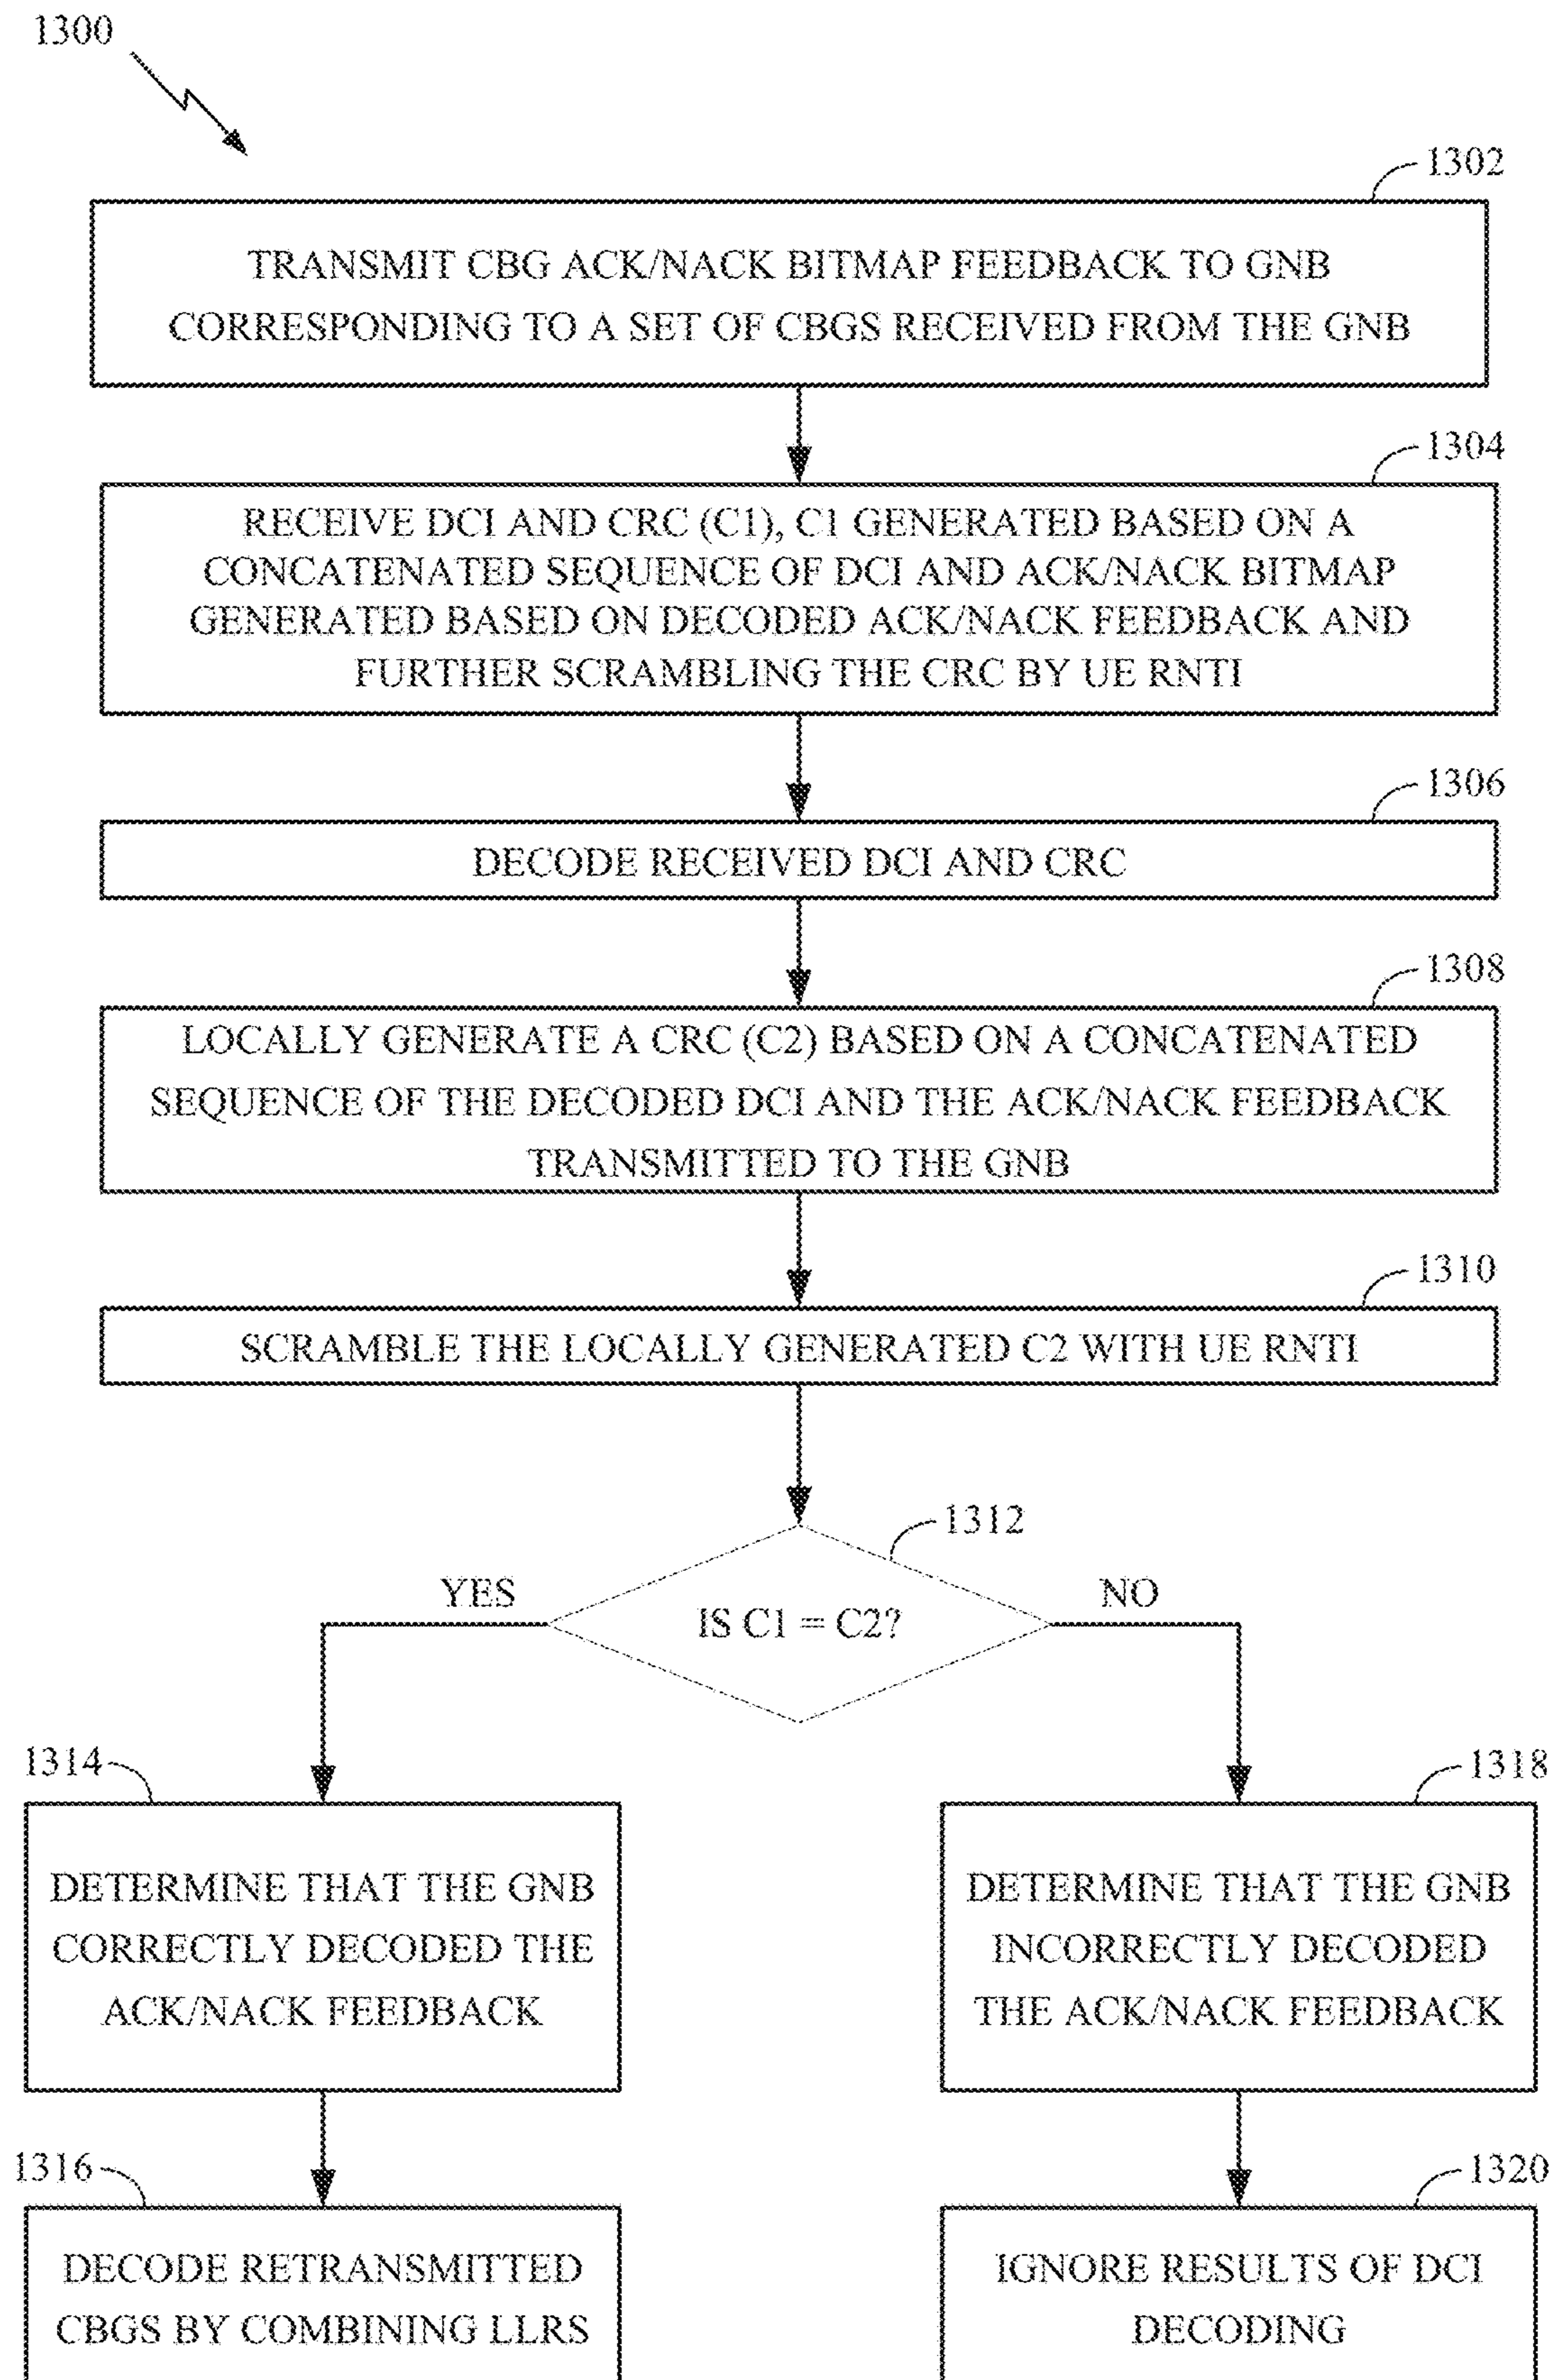 1300
1302
TRANSMIT CBG ACK/NACK BITMAP FEEDBACK TO GNB
CORRESPONDING TO A SET OF CBGS RECEIVED FROM THE GNB
1304
RECEIVE DCI AND CRC (C1), C1 GENERATED BASED ON A
CONCATENATED SEQUENCE OF DCI AND ACK/NACK BITMAP
GENERATED BASED ON DECODED ACK/NACK FEEDBACK AND
FURTHER SCRAMBLING THE CRC BY UE RNTI
1306
DECODE RECEIVED DCI AND CRC
1308
LOCALLY GENERATE A CRC (C2) BASED ON A CONCATENATED
SEQUENCE OF THE DECODED DCI AND THE ACK/NACK FEEDBACK
TRANSMITTED TO THE GNB
1310
SCRAMBLE THE LOCALLY GENERATED C2 WITH UE RNTI
1312
YES
IS C1 = C2?
NO
1314
DETERMINE THAT THE GNB
CORRECTLY DECODED THE
ACK/NACK FEEDBACK
1318
DETERMINE THAT THE GNB
INCORRECTLY DECODED
THE ACK/NACK FEEDBACK
1316
DECODE RETRANSMITTED
CBGS BY COMBINING LLRS
1320
IGNORE RESULTS OF DCI
DECODING